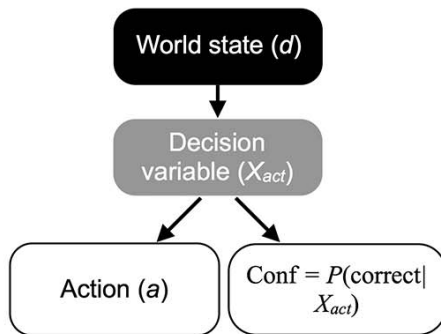 World state (d)
Decision
variable (Xact)
Action (a)
Conf = P(correct|
Xact)